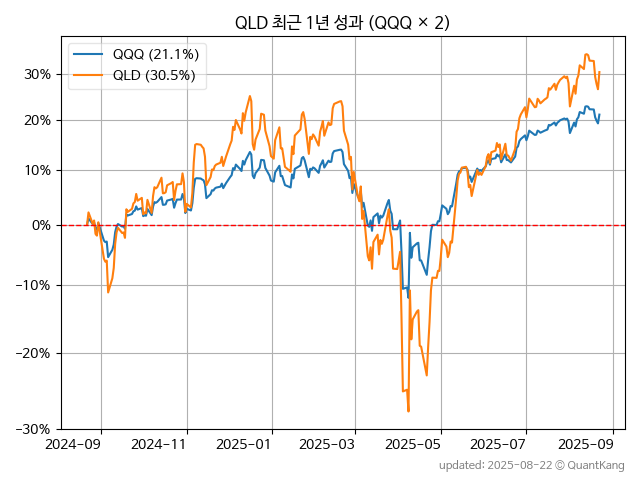 QLD 최근 1년 성과 (QQQ × 2)
QQQ (21.1%)
QLD (30.5%)
30%
20%
10%
0%
−10%
−20%
−30%
2024-09 2024-11 2025-01 2025-03 2025-05 2025-07 2025-09
updated: 2025-08-22 © QuantKang